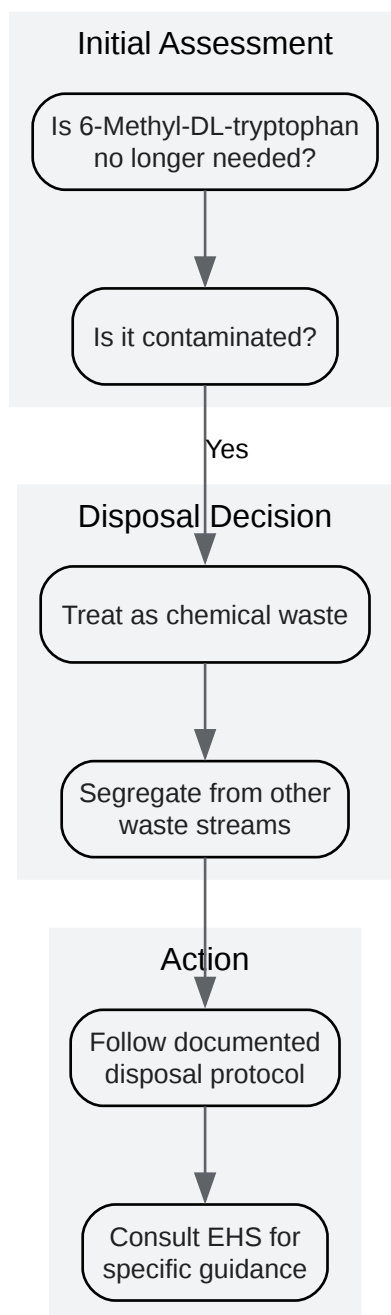 Initial Assessment
Is 6-Methyl-DL-tryptophan
no longer needed?
Is it contaminated?
Yes
Disposal Decision
Treat as chemical waste
Segregate from other
waste streams
Action
Follow documented
disposal protocol
Consult EHS for
specific guidance